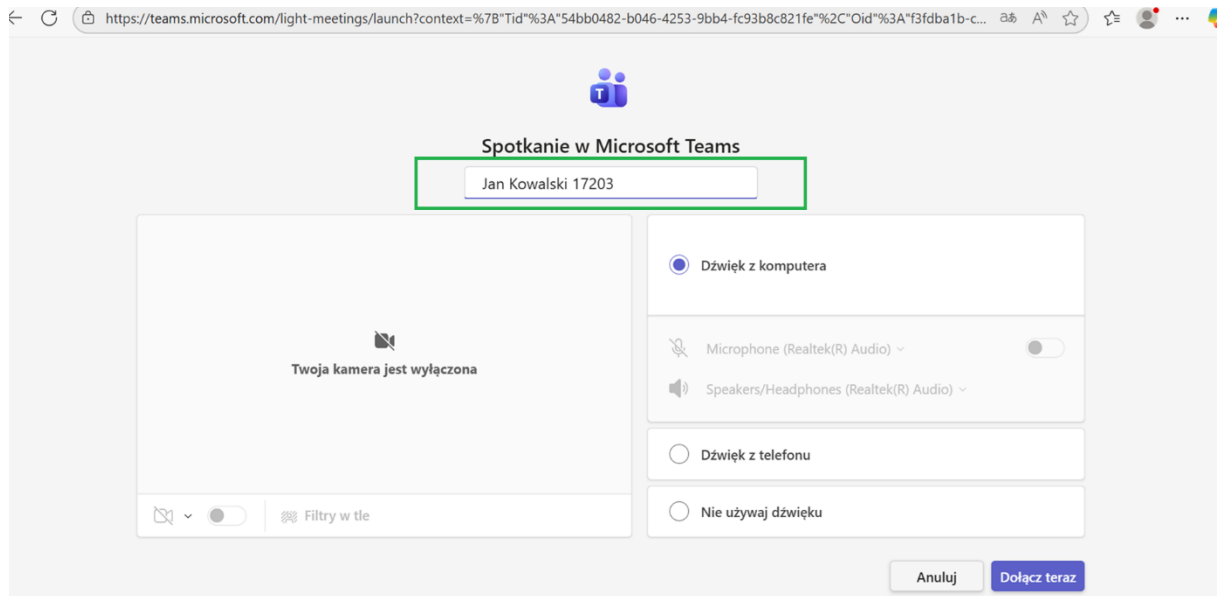 https://teams.microsoft.com/light-meetings/launch?context=%7B"Tid"%3A"54bb0482-b046-4253-9bb4-fc93b8c821fe"%2C"Oid"%3A"f3fdba1b-c...
T
Spotkanie w Microsoft Teams
Jan Kowalski 17203
Twoja kamera jest wyłączona
Filtry w tle
Dźwięk z komputera
Microphone (Realtek(R) Audio)
Speakers/Headphones (Realtek(R) Audio)
Dźwięk z telefonu
Nie używaj dźwięku
Anuluj
Dołącz teraz